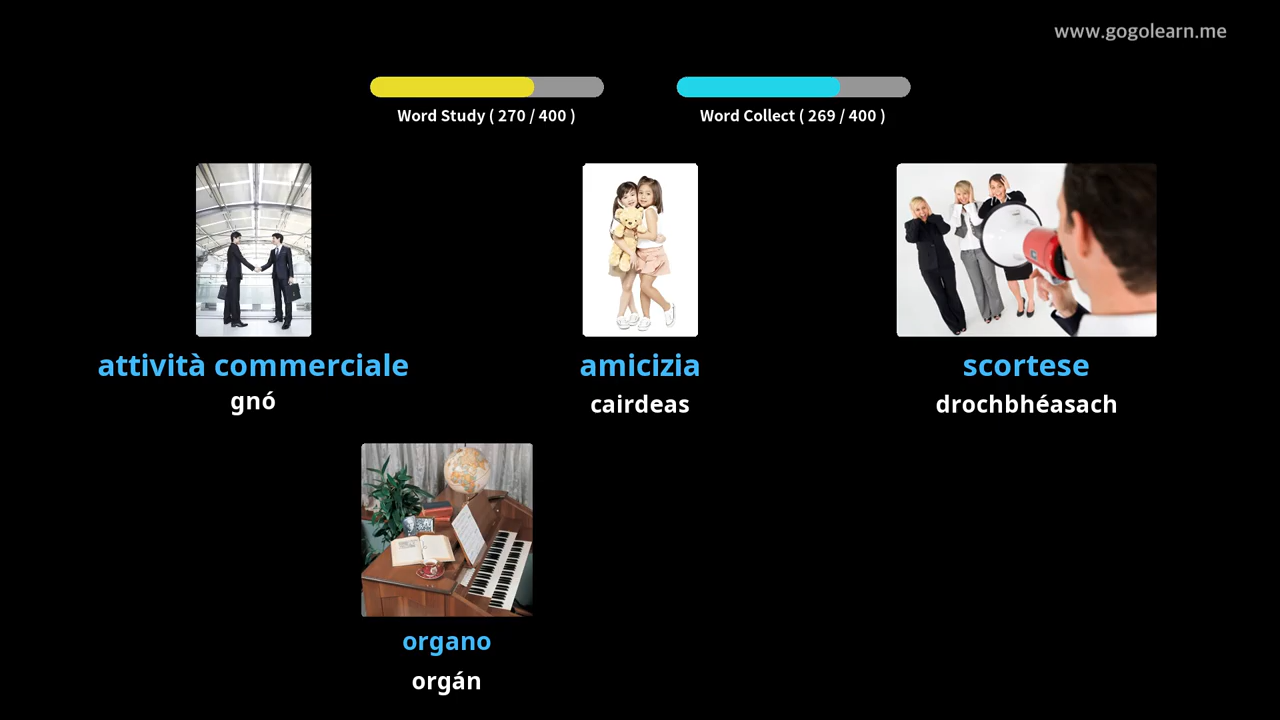 www.gogolearn.me
Word Study ( 270 / 400 )
Word Collect ( 269 / 400 )
attività commerciale
gnó
amicizia
cairdeas
scortese
drochbhéasach
organo
orgán